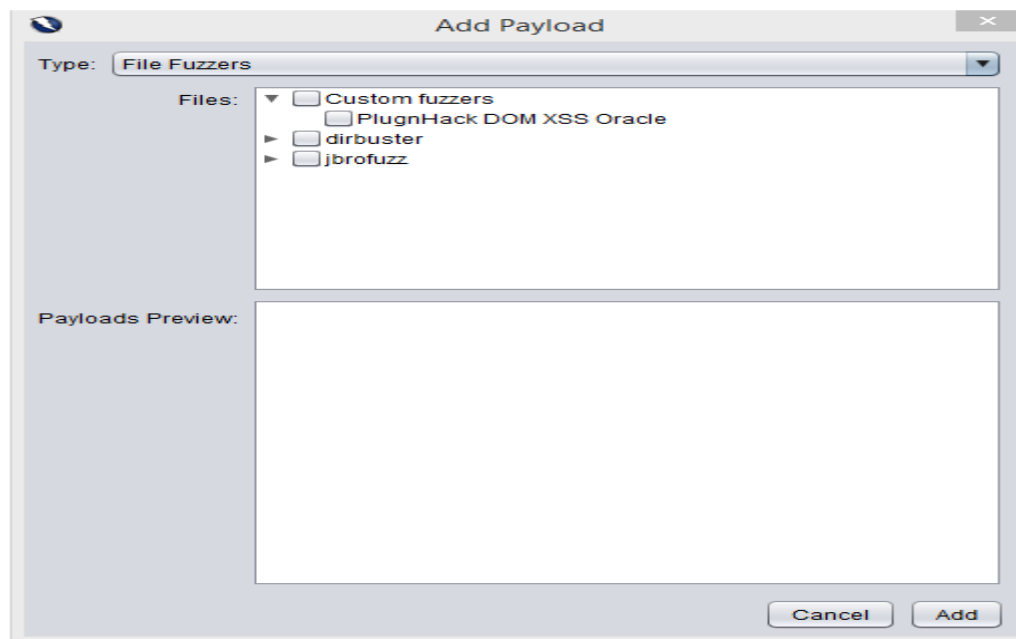 Add Payload
Type: File Fuzzers
Files:
Custom fuzzers
PlugnHack DOM XSS Oracle
dirbuster
jbrofuzz
Payloads Preview:
Cancel Add